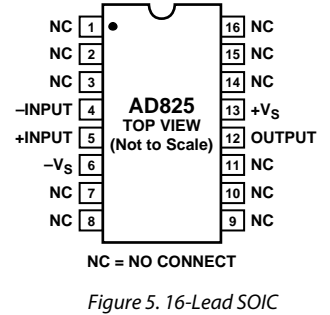 NC 1 16 NC
NC 2 15 NC
NC 3 14 NC
–INPUT 4 AD825 13 +VS
TOP VIEW
+INPUT 5 (Not to Scale) 12 OUTPUT
–VS 6 11 NC
NC 7 10 NC
NC 8 9 NC
NC = NO CONNECT
Figure 5. 16-Lead SOIC